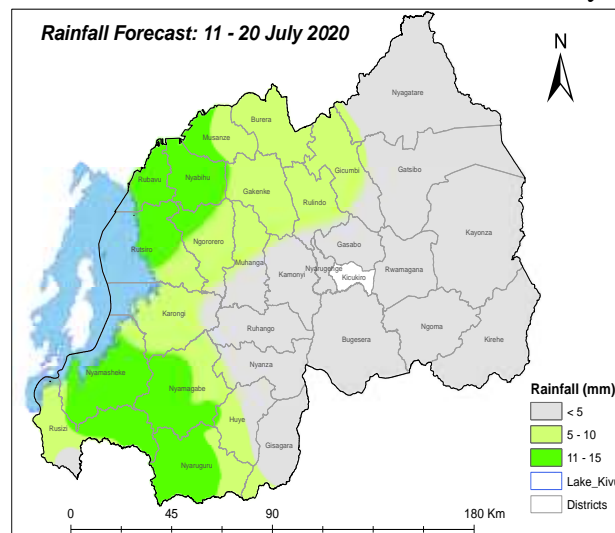 Rainfall Forecast: 11 - 20 July 2020
N
Nyagatare
Burera
Musanze
Gicumbi
Gatsibo
Rubavu
Nyabihu
Gakenke
Rulindo
Kayonza
Rutsiro
Ngororero
Gasabo
Muhanga
Kamonyi
Nyarugenge
Kicukiro
Rwamagana
Karongi
Ruhango
Bugesera
Ngoma
Kirehe
Nyamasheke
Nyanza
Nyamagabe
Huye
Rusizi
Gisagara
Nyaruguru
Rainfall (mm)
< 5
5 - 10
11 - 15
Lake_Kivu
Districts
0 45 90 180 Km